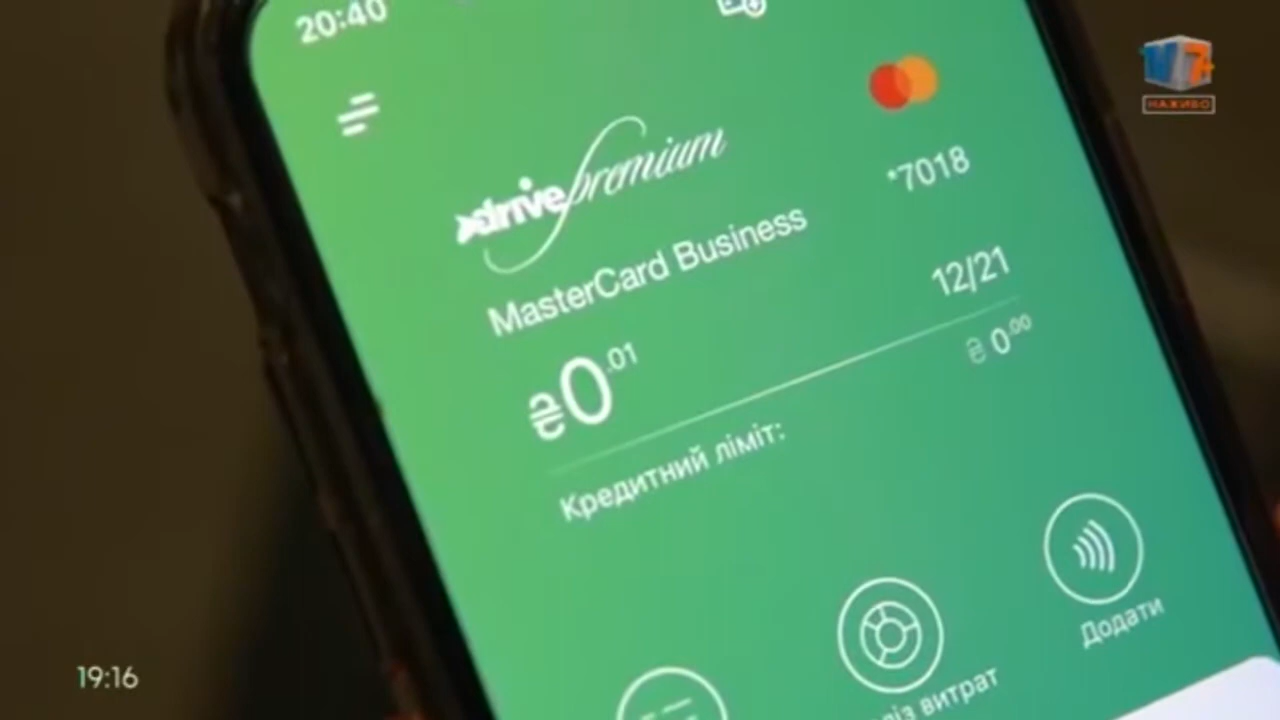 20:40
xdrive premium
*7018
MasterCard Business
12/21
₴0.01
₴ 0.00
Кредитний ліміт:
Додати
витрат
НАЖИВО
19:16